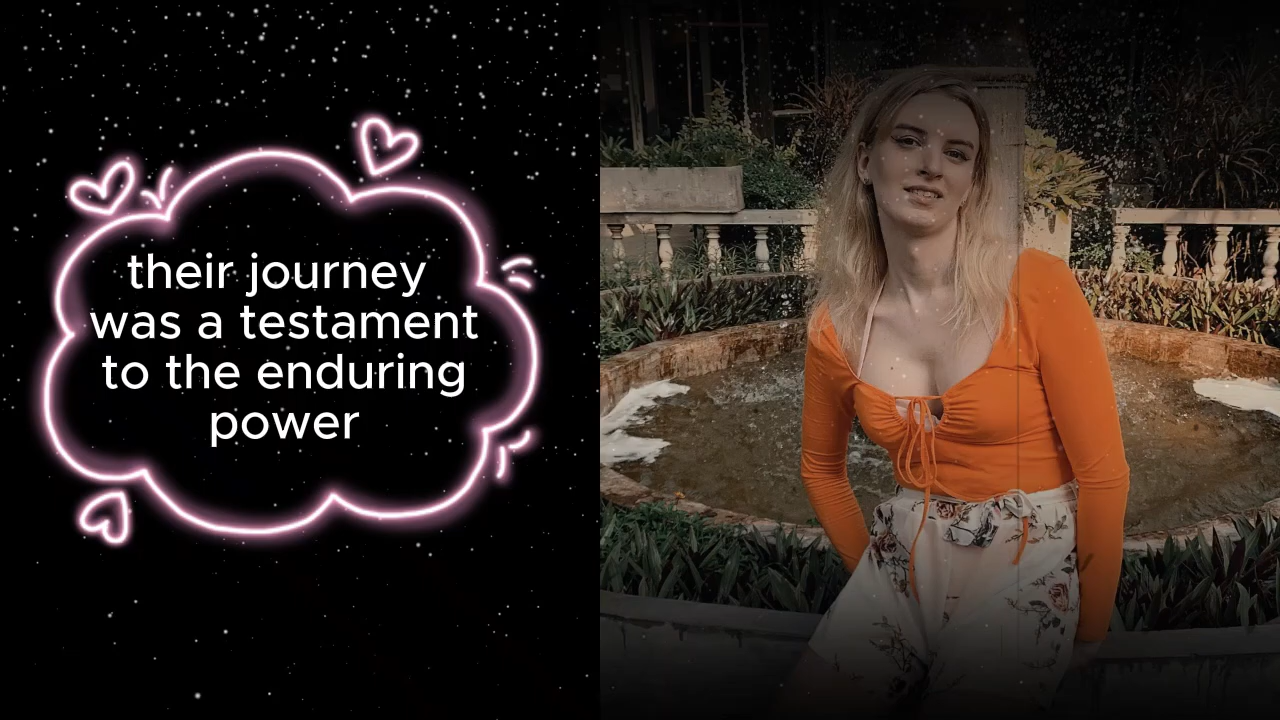 their journey
was a testament
to the enduring
power